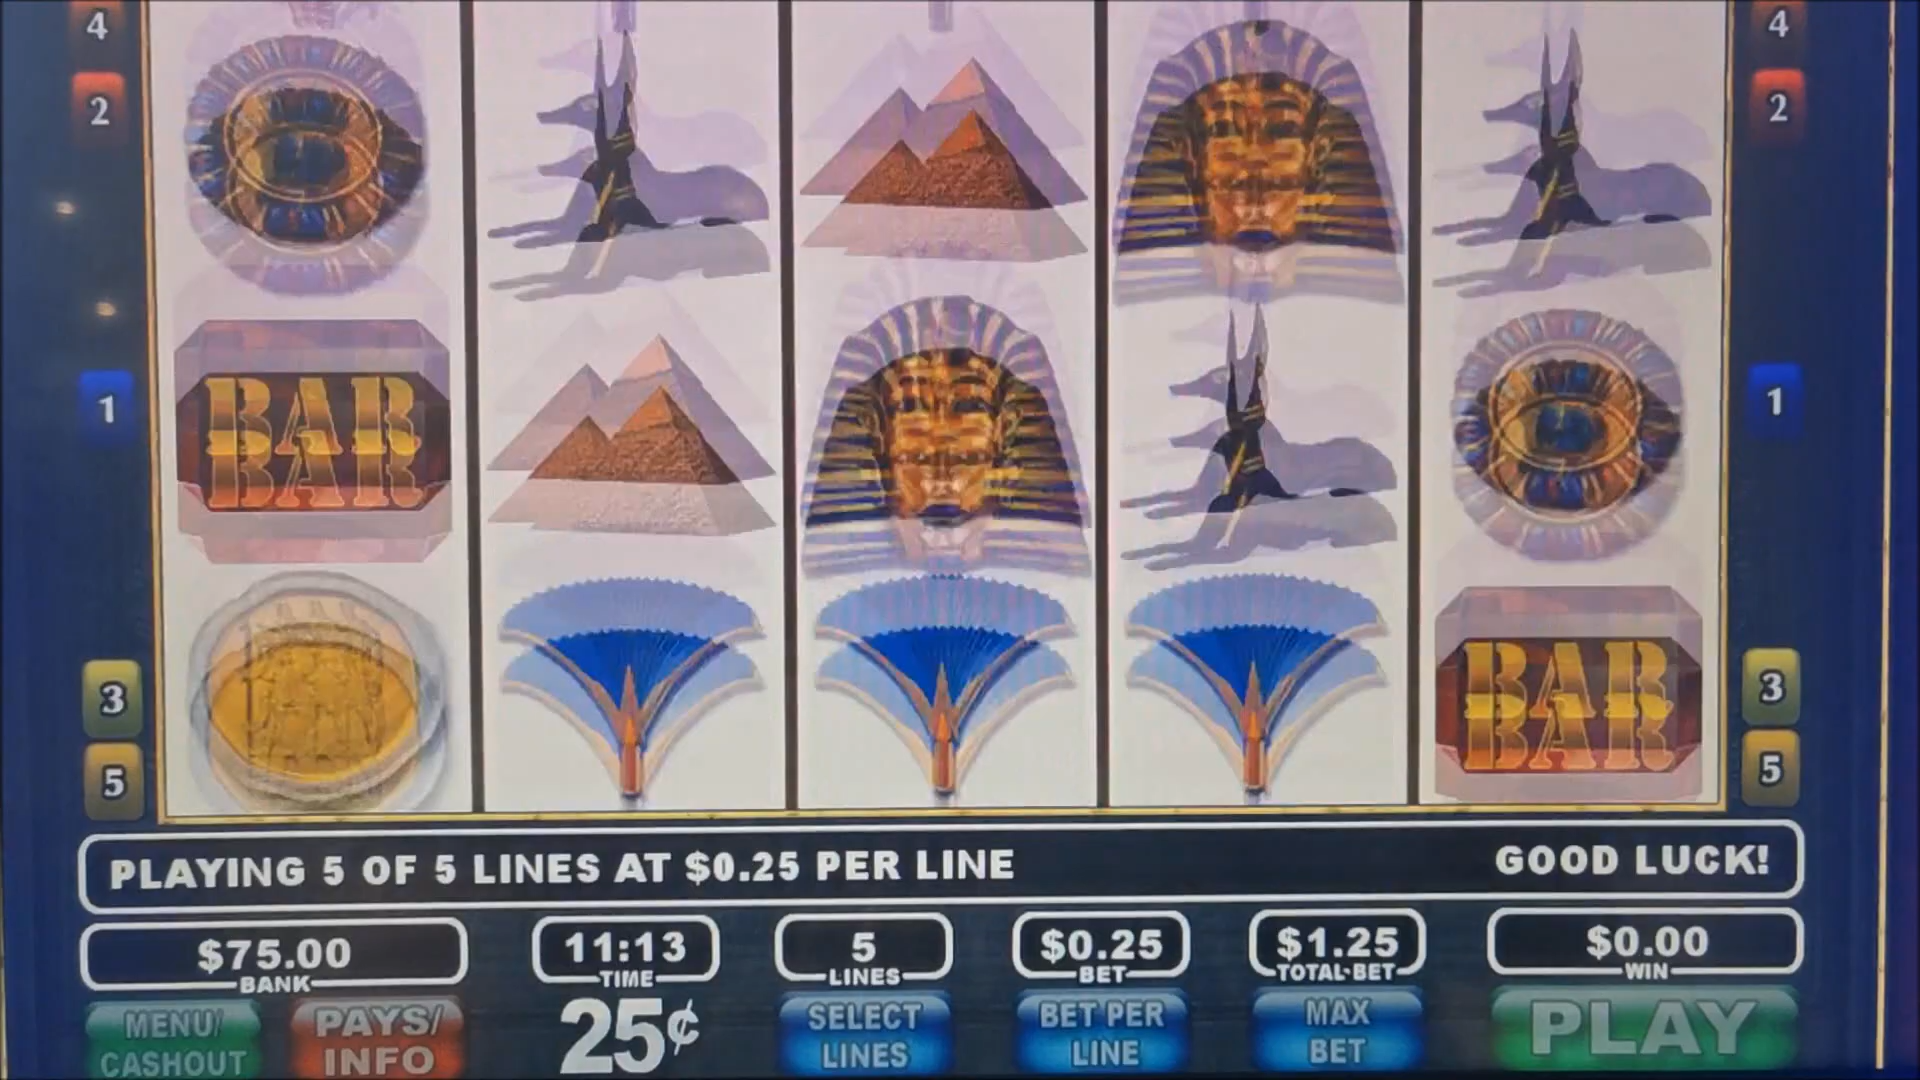 4 4
2 2
1 BAR 1
3 BAR 3
5 5
PLAYING 5 OF 5 LINES AT $0.25 PER LINE GOOD LUCK!
$75.00 11:13 5 $0.25 $1.25 $0.00
BANK TIME LINES BET TOTAL BET WIN
MENU/ PAYS/ 25¢ SELECT BET PER MAX PLAY
CASHOUT INFO LINES LINE BET